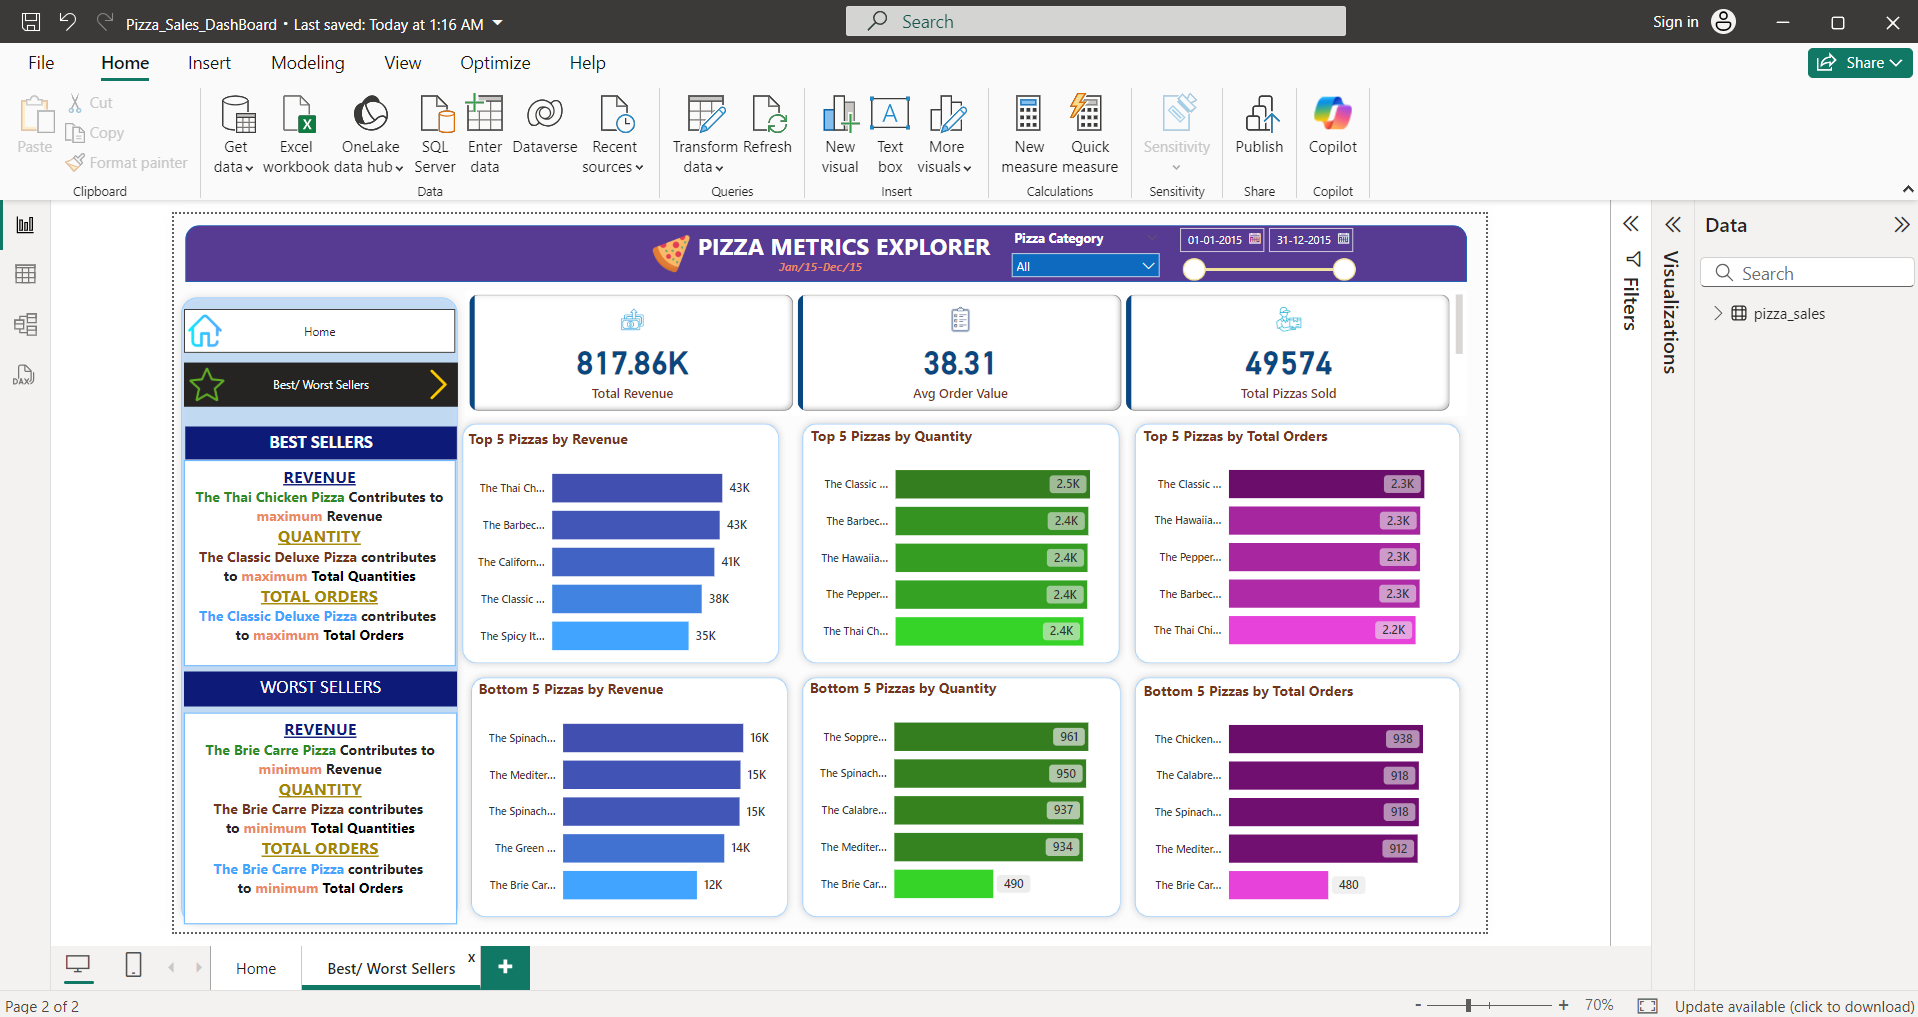 Pizza_Sales_DashBoard • Last saved: Today at 1:16 AM
Search
Sign in
File
Home
Insert
Modeling
View
Optimize
Help
Share
Paste
Cut
Copy
Format painter
Clipboard
Get data
Excel workbook
OneLake data hub
SQL Server
Enter data
Dataverse
Recent sources
Data
Transform data
Refresh
Queries
New visual
Text box
More visuals
Insert
New measure
Quick measure
Calculations
Sensitivity
Sensitivity
Publish
Share
Copilot
Copilot
PIZZA METRICS EXPLORER
Jan/15-Dec/15
Pizza Category
All
01-01-2015
31-12-2015
Home
Best/ Worst Sellers
817.86K
Total Revenue
38.31
Avg Order Value
49574
Total Pizzas Sold
BEST SELLERS
REVENUE
The Thai Chicken Pizza Contributes to
maximum Revenue
QUANTITY
The Classic Deluxe Pizza contributes
to maximum Total Quantities
TOTAL ORDERS
The Classic Deluxe Pizza contributes
to maximum Total Orders
WORST SELLERS
REVENUE
The Brie Carre Pizza Contributes to
minimum Revenue
QUANTITY
The Brie Carre Pizza contributes
to minimum Total Quantities
TOTAL ORDERS
The Brie Carre Pizza contributes
to minimum Total Orders
Top 5 Pizzas by Revenue
The Thai Ch... 43K
The Barbec... 43K
The Californ... 41K
The Classic ... 38K
The Spicy It... 35K
Top 5 Pizzas by Quantity
The Classic ... 2.5K
The Barbec... 2.4K
The Hawaiia... 2.4K
The Pepper... 2.4K
The Thai Ch... 2.4K
Top 5 Pizzas by Total Orders
The Classic ... 2.3K
The Hawaiia... 2.3K
The Pepper... 2.3K
The Barbec... 2.3K
The Thai Chi... 2.2K
Bottom 5 Pizzas by Revenue
The Spinach... 16K
The Mediter... 15K
The Spinach... 15K
The Green ... 14K
The Brie Car... 12K
Bottom 5 Pizzas by Quantity
The Soppre... 961
The Spinach... 950
The Calabre... 937
The Mediter... 934
The Brie Car... 490
Bottom 5 Pizzas by Total Orders
The Chicken... 938
The Calabre... 918
The Spinach... 918
The Mediter... 912
The Brie Car... 480
Filters
Visualizations
Data
Search
pizza_sales
DAX
Home
Best/ Worst Sellers
x
+
Page 2 of 2
- + 70%
Update available (click to download)